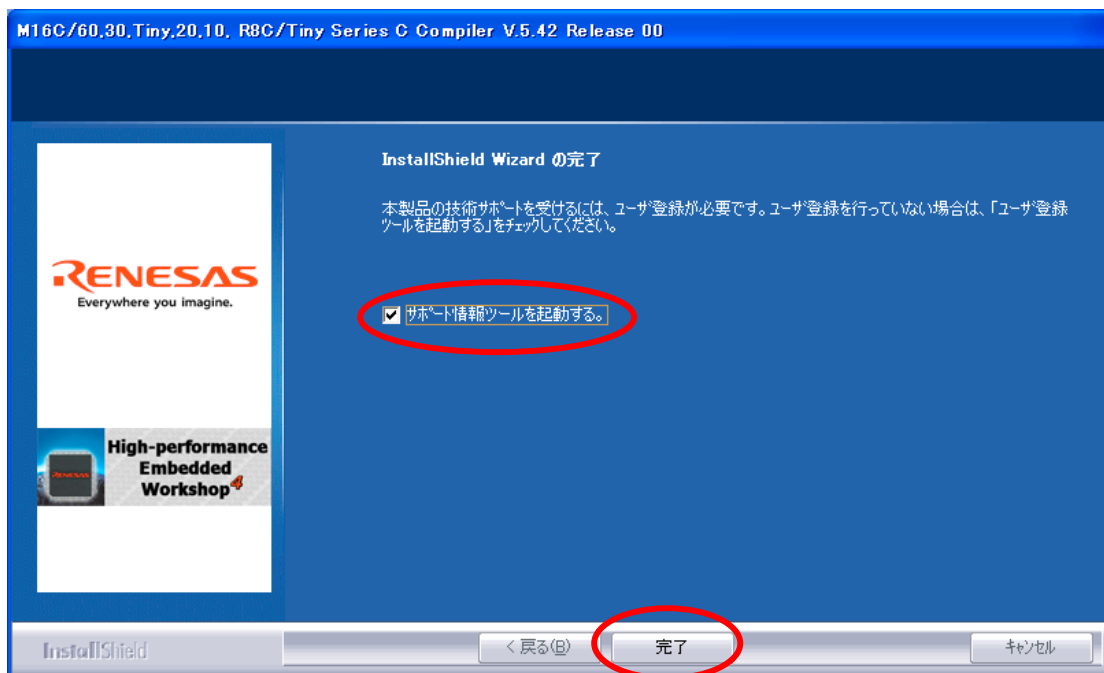 M16C/60,30,Tiny,20,10, R8C/Tiny Series C Compiler V.5.42 Release 00
InstallShield Wizard の完了
本製品の技術ｻﾎﾟｰﾄを受けるには、ﾕｰｻﾞ登録が必要です。ﾕｰｻﾞ登録を行っていない場合は、「ﾕｰｻﾞ登録
ﾂｰﾙを起動する」をﾁｪｯｸしてください。
RENESAS
Everywhere you imagine.
ｻﾎﾟｰﾄ情報ﾂｰﾙを起動する。
High-performance
Embedded
Workshop4
RENESAS
InstallShield
< 戻る(B)
完了
ｷｬﾝｾﾙ